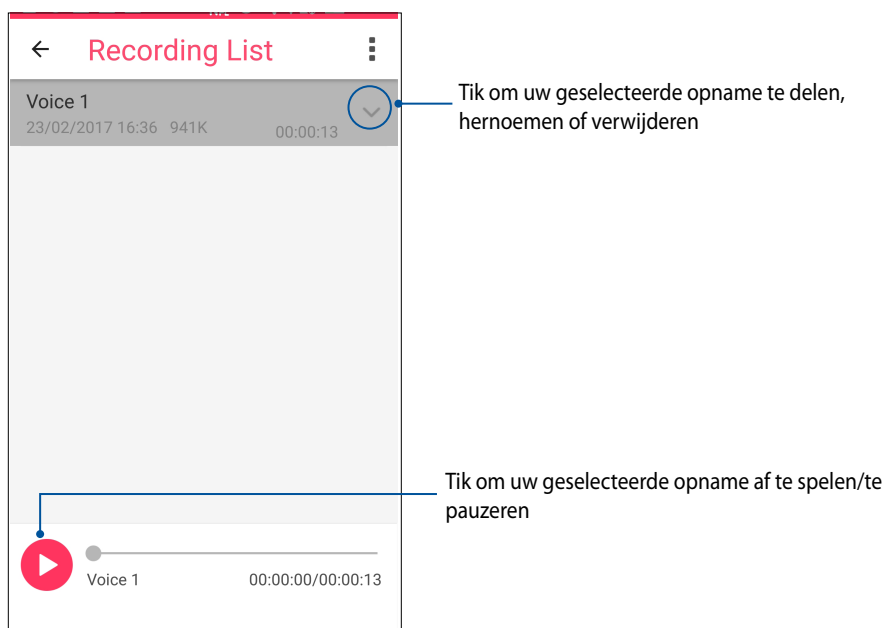 Recording List
Voice 1
23/02/2017 16:36 941K 00:00:13
Tik om uw geselecteerde opname te delen,
hernoemen of verwijderen
Tik om uw geselecteerde opname af te spelen/te
pauzeren
Voice 1 00:00:00/00:00:13